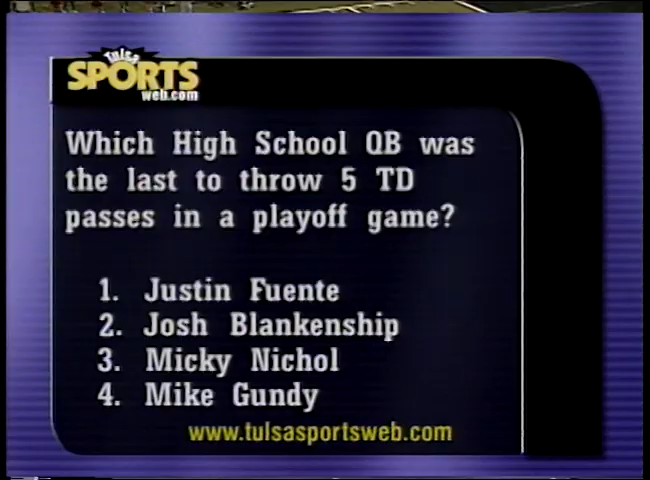 Tulsa
SPORTS
web.com
Which High School QB was
the last to throw 5 TD
passes in a playoff game?
1. Justin Fuente
2. Josh Blankenship
3. Micky Nichol
4. Mike Gundy
www.tulsasportsweb.com